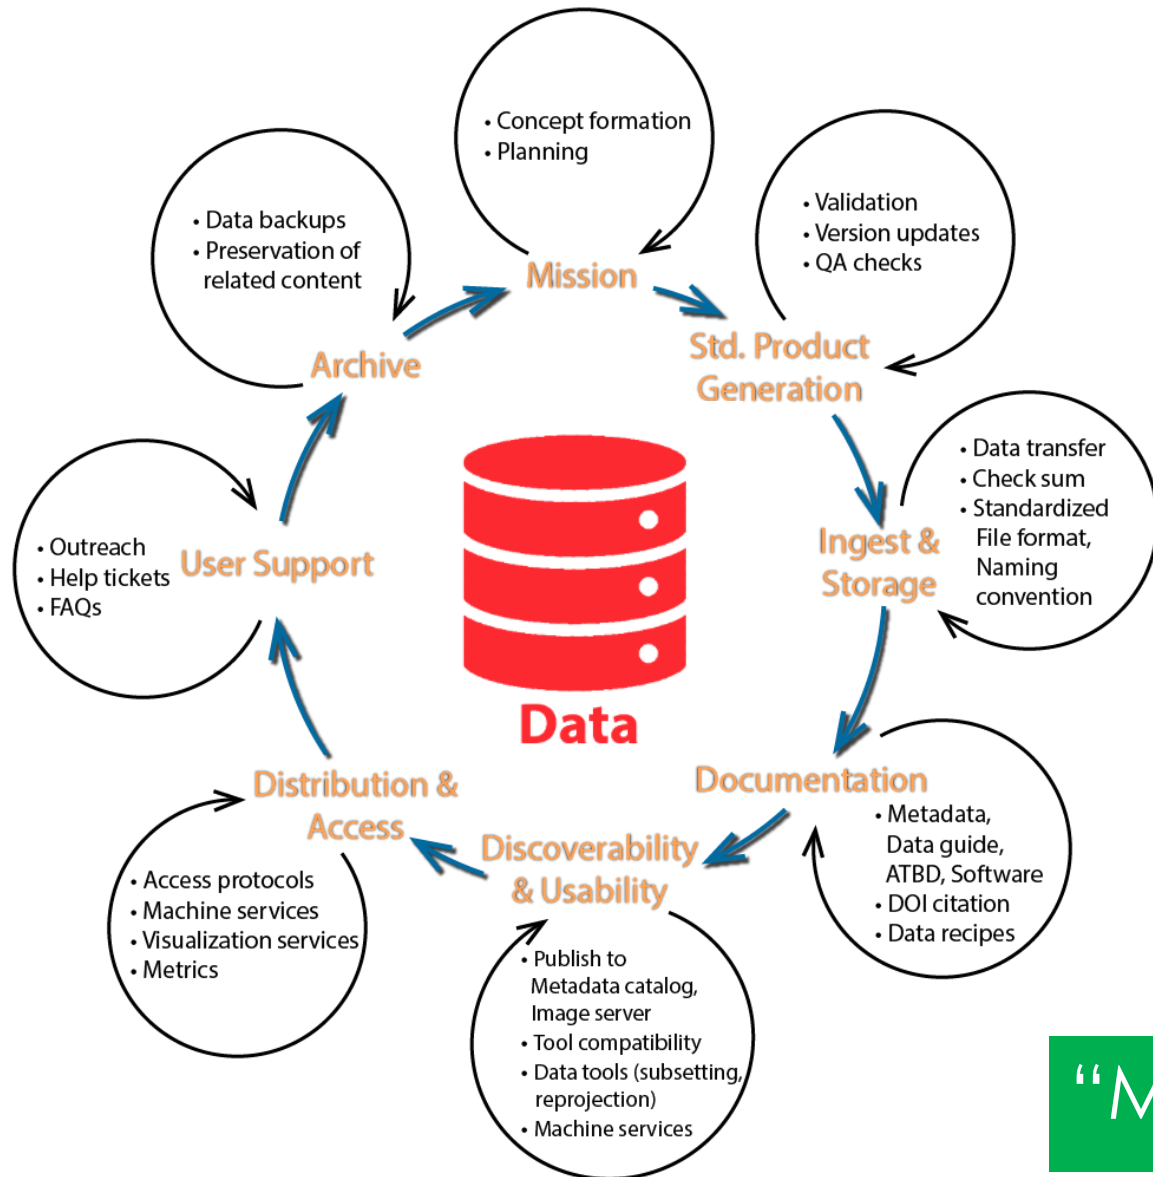 • Concept formation
• Planning
Mission
• Validation
• Version updates
• QA checks
Std. Product
Generation
• Data transfer
• Check sum
• Standardized
File format,
Naming
convention
Ingest &
Storage
Documentation
• Metadata,
Data guide,
ATBD, Software
• DOI citation
• Data recipes
Discoverability
& Usability
• Publish to
Metadata catalog,
Image server
• Tool compatibility
• Data tools (subsetting,
reprojection)
• Machine services
Distribution &
Access
• Access protocols
• Machine services
• Visualization services
• Metrics
User Support
• Outreach
• Help tickets
• FAQs
Archive
• Data backups
• Preservation of
related content
Data
“M